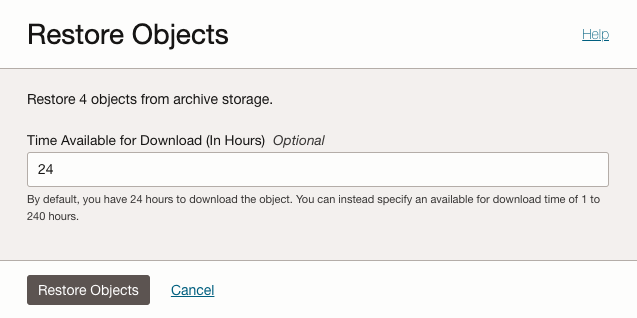 Restore Objects
Help
Restore 4 objects from archive storage.
Time Available for Download (In Hours) Optional
24
By default, you have 24 hours to download the object. You can instead specify an available for download time of 1 to
240 hours.
Restore Objects
Cancel